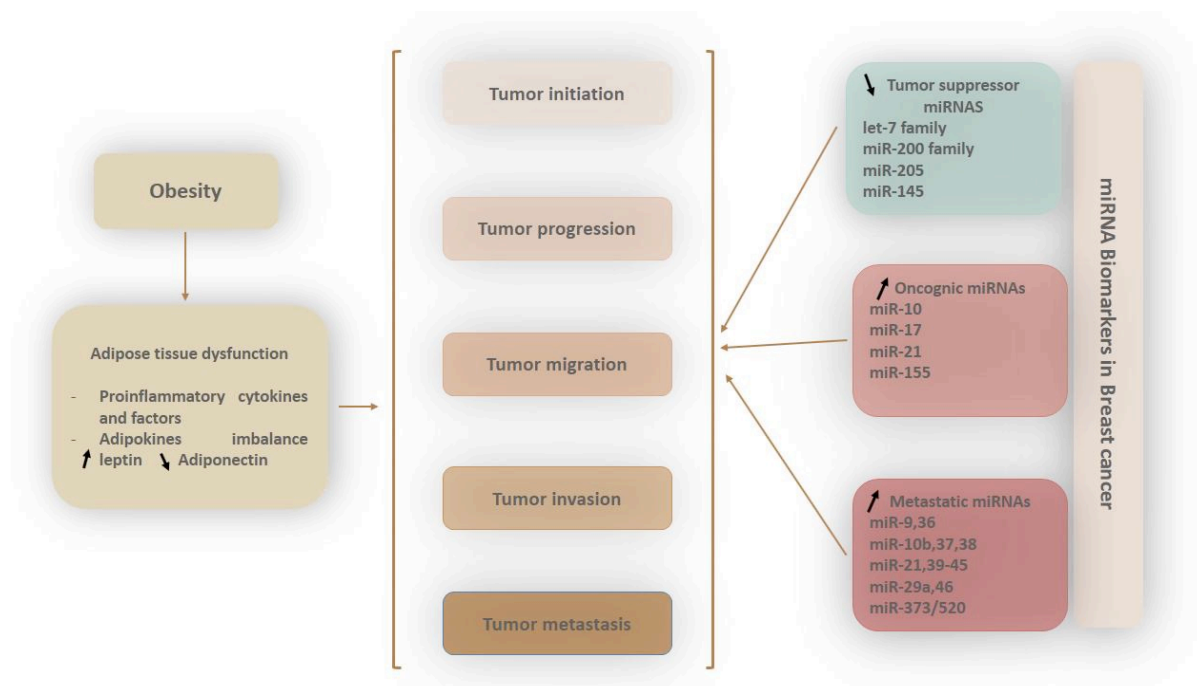 Obesity
Adipose tissue dysfunction
- Proinflammatory cytokines
and factors
- Adipokines imbalance
leptin Adiponectin
Tumor initiation
Tumor progression
Tumor migration
Tumor invasion
Tumor metastasis
Tumor suppressor
miRNAS
let-7 family
miR-200 family
miR-205
miR-145
Oncognic miRNAs
miR-10
miR-17
miR-21
miR-155
Metastatic miRNAs
miR-9,36
miR-10b,37,38
miR-21,39-45
miR-29a,46
miR-373/520
miRNA Biomarkers in Breast cancer